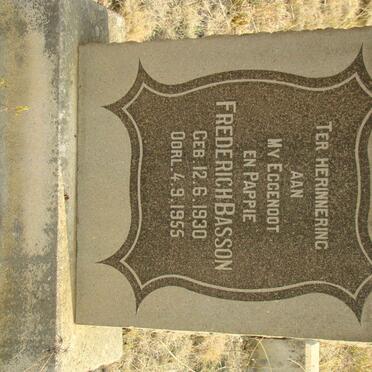 TER HERINNERING
AAN
MY EGGENOOT
EN PAPPIE
FREDERICH BASSON
GEB. 12.6.1930
OORL. 4.9.1955